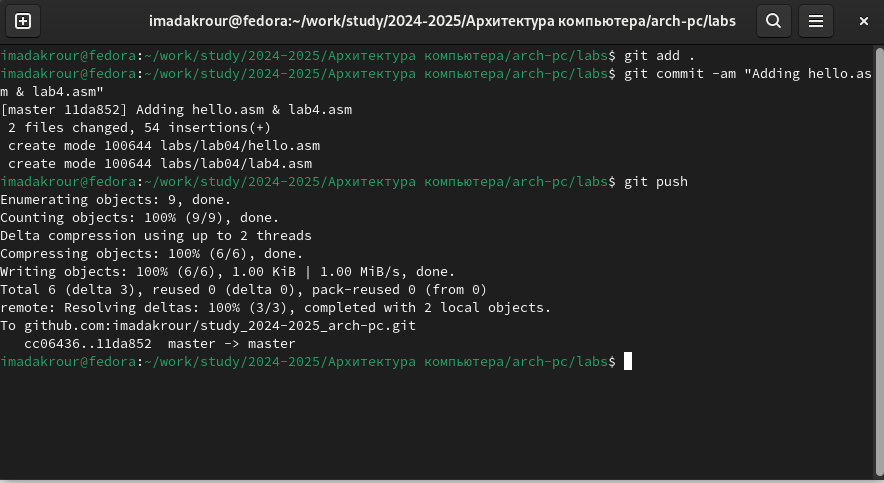 imadakrour@fedora:~/work/study/2024-2025/Архитектура компьютера/arch-pc/labs
imadakrour@fedora:~/work/study/2024-2025/Архитектура компьютера/arch-pc/labs$ git add .
imadakrour@fedora:~/work/study/2024-2025/Архитектура компьютера/arch-pc/labs$ git commit -am "Adding hello.as
m & lab4.asm"
[master 11da852] Adding hello.asm & lab4.asm
 2 files changed, 54 insertions(+)
 create mode 100644 labs/lab04/hello.asm
 create mode 100644 labs/lab04/lab4.asm
imadakrour@fedora:~/work/study/2024-2025/Архитектура компьютера/arch-pc/labs$ git push
Enumerating objects: 9, done.
Counting objects: 100% (9/9), done.
Delta compression using up to 2 threads
Compressing objects: 100% (6/6), done.
Writing objects: 100% (6/6), 1.00 KiB | 1.00 MiB/s, done.
Total 6 (delta 3), reused 0 (delta 0), pack-reused 0 (from 0)
remote: Resolving deltas: 100% (3/3), completed with 2 local objects.
To github.com:imadakrour/study_2024-2025_arch-pc.git
   cc06436..11da852  master -> master
imadakrour@fedora:~/work/study/2024-2025/Архитектура компьютера/arch-pc/labs$